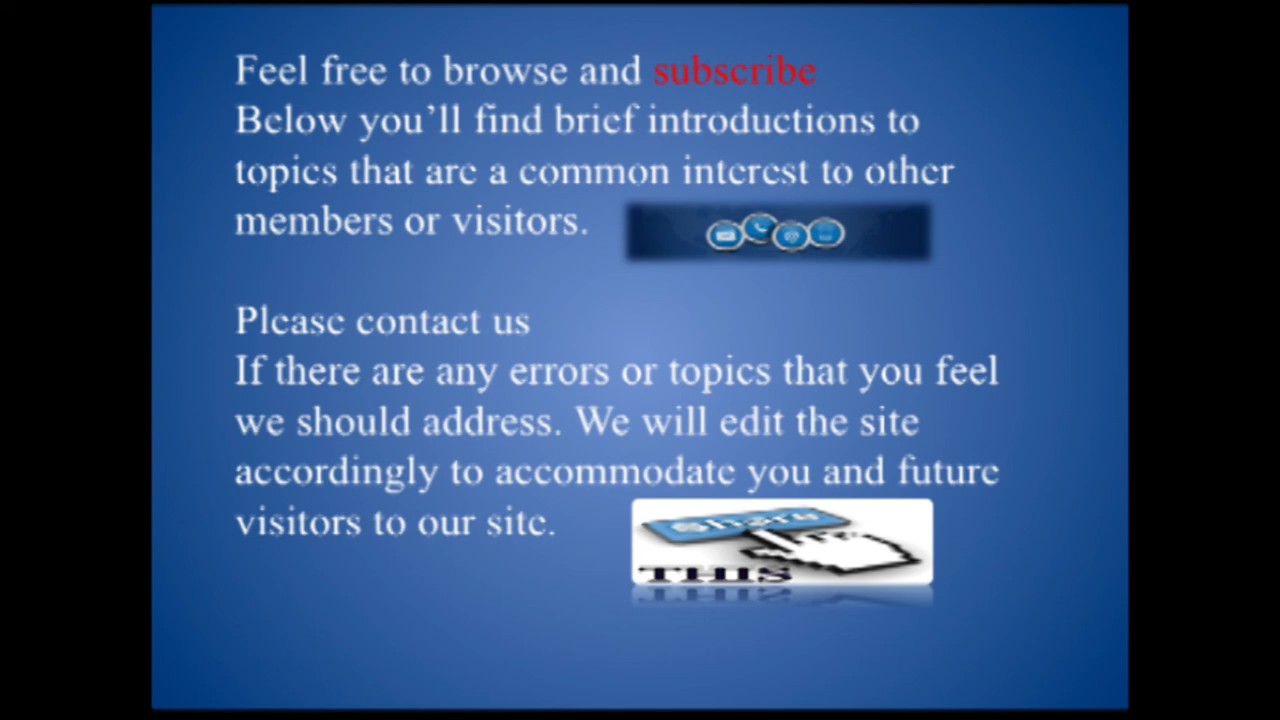 Feel free to browse and subscribe
Below you’ll find brief introductions to
topics that are a common interest to other
members or visitors.
Please contact us
If there are any errors or topics that you feel
we should address. We will edit the site
accordingly to accommodate you and future
visitors to our site.
Share
THIS